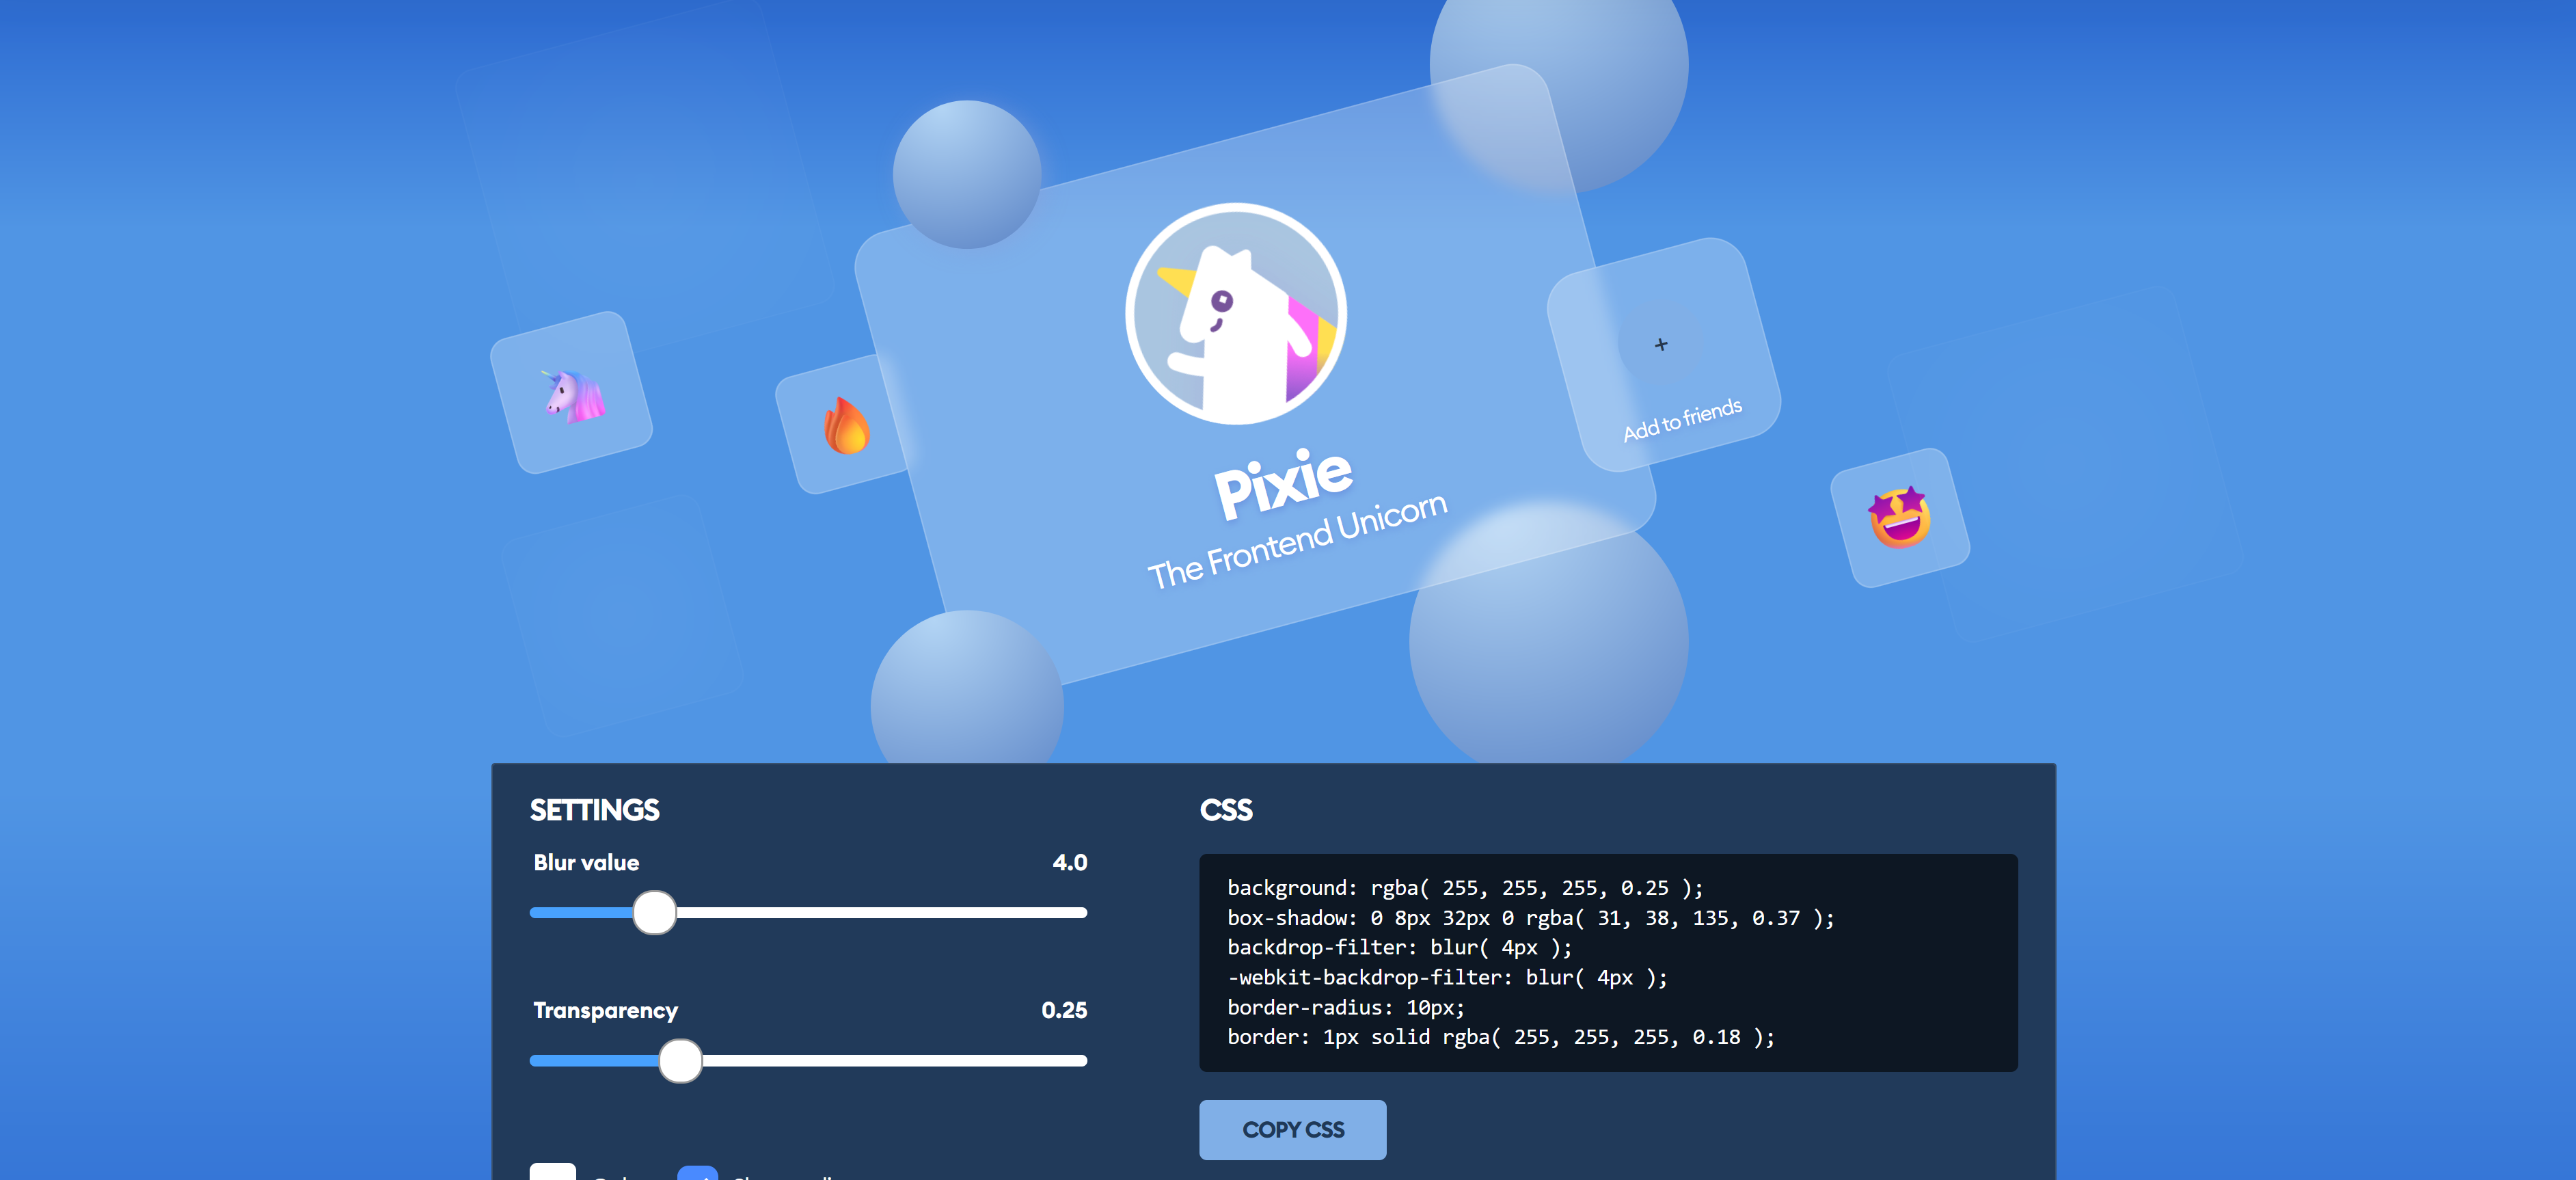 +
Add to friends
Pixie
The Frontend Unicorn
SETTINGS
Blur value 4.0
Transparency 0.25
CSS
background: rgba( 255, 255, 255, 0.25 );
box-shadow: 0 8px 32px 0 rgba( 31, 38, 135, 0.37 );
backdrop-filter: blur( 4px );
-webkit-backdrop-filter: blur( 4px );
border-radius: 10px;
border: 1px solid rgba( 255, 255, 255, 0.18 );
COPY CSS